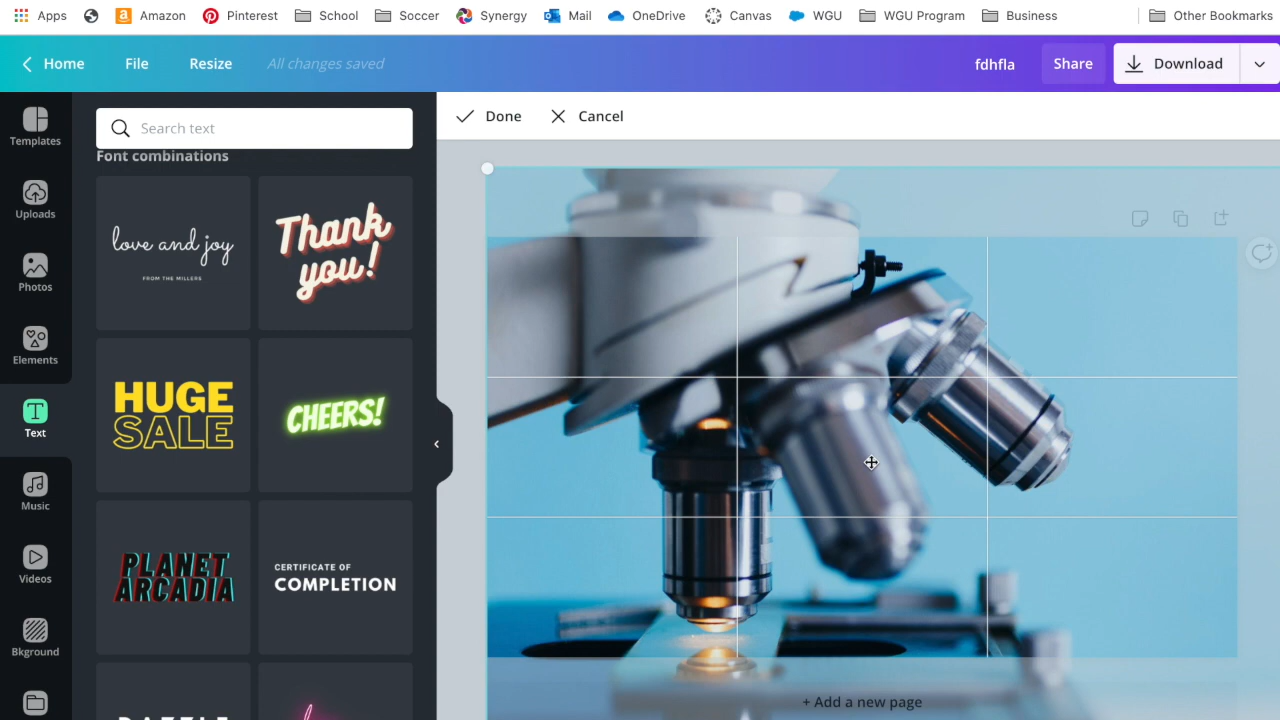 Apps Amazon Pinterest School Soccer Synergy Mail OneDrive Canvas WGU WGU Program Business Other Bookmarks
Home File Resize All changes saved fdhfla Share Download
Search text
Done Cancel
Font combinations
Templates
Uploads
Photos
Elements
Text
Music
Videos
Bkground
love and joy
FROM THE MILLERS
Thank
you!
HUGE
SALE
CHEERS!
PLANET
ARCADIA
CERTIFICATE OF
COMPLETION
+ Add a new page